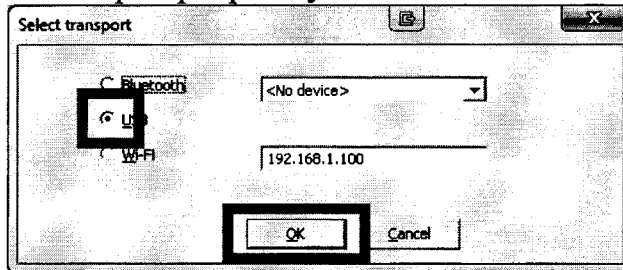 Select transport
Bluetooth
<No device>
USB
Wi-Fi
192.168.1.100
OK
Cancel